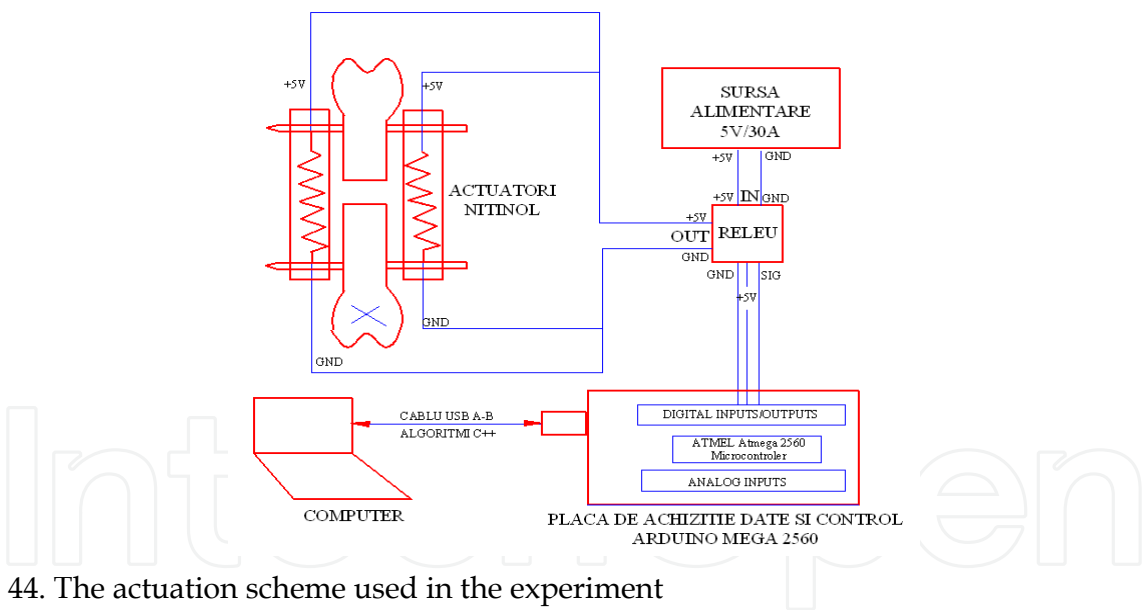 +5V
+5V
ACTUATORI
NITINOL
GND
GND
SURSA
ALIMENTARE
5V/30A
+5V GND
+5V IN GND
+5V
OUT RELEU
GND
GND SIG
+5V
CABLU USB A-B
ALGORITMI C++
COMPUTER
DIGITAL INPUTS/OUTPUTS
ATMEL Atmega 2560
Microcontroler
ANALOG INPUTS
PLACA DE ACHIZITIE DATE SI CONTROL
ARDUINO MEGA 2560
IntechOpen
44. The actuation scheme used in the experiment